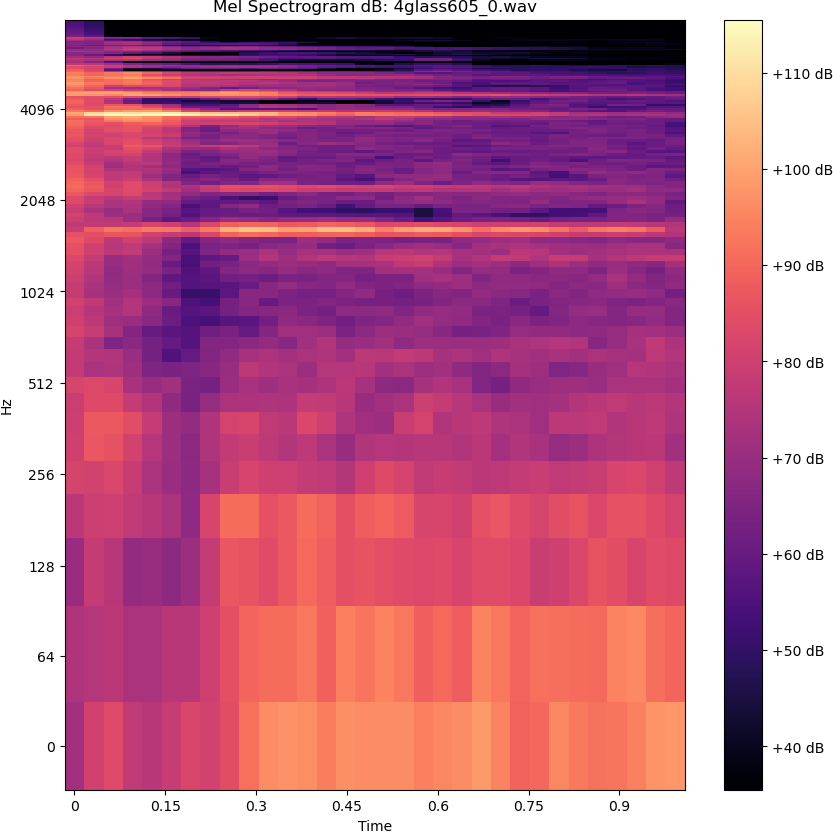 Mel Spectrogram dB: 4glass605_0.wav
4096
2048
1024
512
256
128
64
0
Hz
0
0.15
0.3
0.45
0.6
0.75
0.9
Time
+110 dB
+100 dB
+90 dB
+80 dB
+70 dB
+60 dB
+50 dB
+40 dB